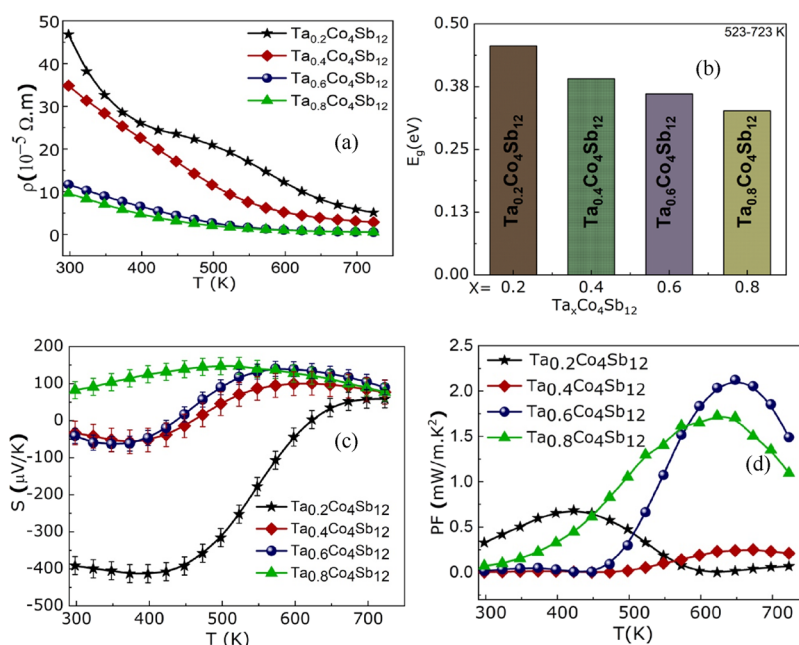 50
40
30
20
10
0
ρ(10⁻⁵ Ω.m)
Ta0.2Co4Sb12
Ta0.4Co4Sb12
Ta0.6Co4Sb12
Ta0.8Co4Sb12
(a)
300 400 500 600 700
T (K)
0.50
0.38
0.25
0.13
0.00
Eg(eV)
523-723 K
(b)
Ta0.2Co4Sb12
Ta0.4Co4Sb12
Ta0.6Co4Sb12
Ta0.8Co4Sb12
X= 0.2 0.4 0.6 0.8
TaxCo4Sb12
200
100
0
-100
-200
-300
-400
-500
S (μV/K)
(c)
Ta0.2Co4Sb12
Ta0.4Co4Sb12
Ta0.6Co4Sb12
Ta0.8Co4Sb12
300 400 500 600 700
T (K)
2.5
2.0
1.5
1.0
0.5
0.0
PF (mW/m.K²)
Ta0.2Co4Sb12
Ta0.4Co4Sb12
Ta0.6Co4Sb12
Ta0.8Co4Sb12
(d)
300 400 500 600 700
T(K)